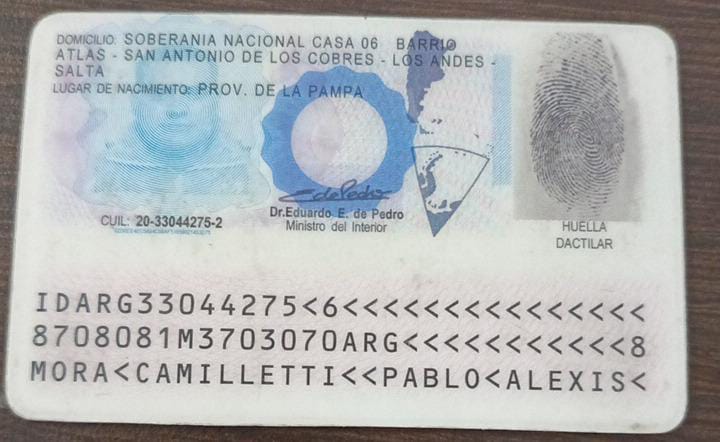 DOMICILIO: SOBERANIA NACIONAL CASA 06 BARRIO
ATLAS - SAN ANTONIO DE LOS COBRES - LOS ANDES -
SALTA
LUGAR DE NACIMIENTO: PROV. DE LA PAMPA
CUIL: 20-33044275-2
EdePedro
Dr.Eduardo E. de Pedro
Ministro del Interior
HUELLA
DACTILAR
IDARG33044275<6<<<<<<<<<<<<<<<
8708081M3703070ARG<<<<<<<<<<<8
MORA<CAMILLETTI<<PABLO<ALEXIS<